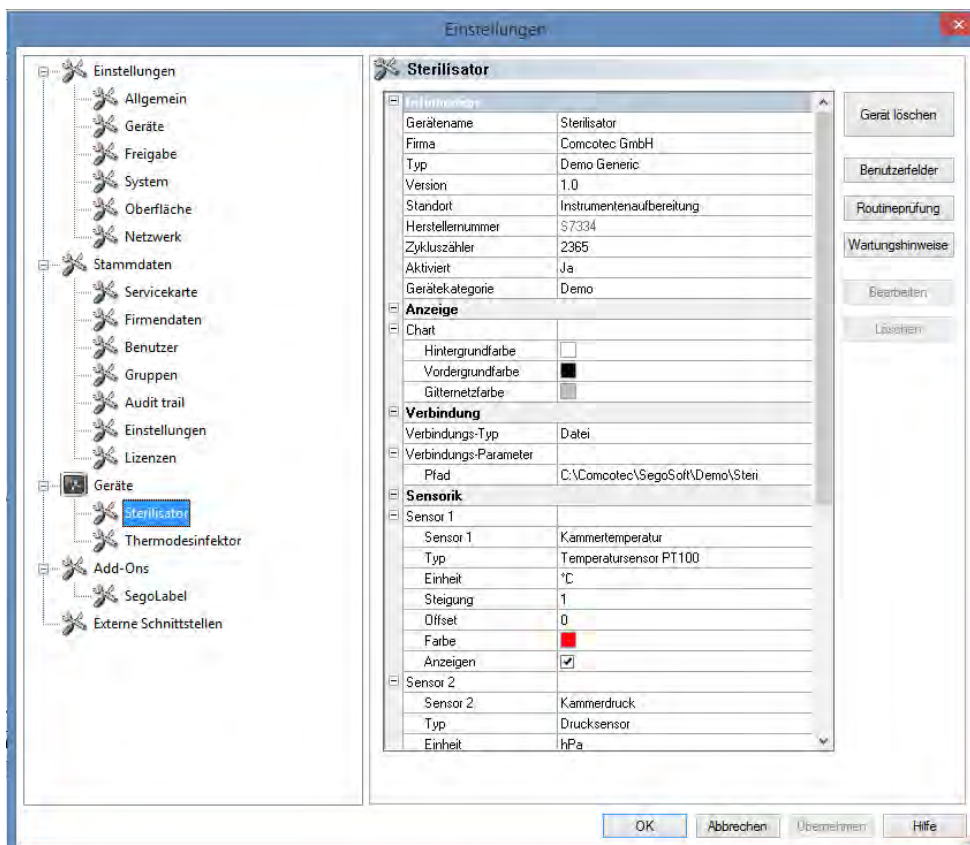 Einstellungen
Einstellungen
Allgemein
Geräte
Freigabe
System
Oberfläche
Netzwerk
Stammdaten
Servicekarte
Firmendaten
Benutzer
Gruppen
Audit trail
Einstellungen
Lizenzen
Geräte
Sterilisator
Thermodesinfektor
Add-Ons
SegoLabel
Externe Schnittstellen
Sterilisator
Information
Gerätename Sterilisator
Firma Comcotec GmbH
Typ Demo Generic
Version 1.0
Standort Instrumentenaufbereitung
Herstellernummer S7334
Zykluszähler 2365
Aktiviert Ja
Gerätekategorie Demo
Anzeige
Chart
Hintergrundfarbe
Vordergrundfarbe
Gitternetzfarbe
Verbindung
Verbindungs-Typ Datei
Verbindungs-Parameter
Pfad C:\Comcotec\SegoSoft\Demo\Steri
Sensorik
Sensor 1
Sensor 1 Kammertemperatur
Typ Temperatursensor PT100
Einheit °C
Steigung 1
Offset 0
Farbe
Anzeigen
Sensor 2
Sensor 2 Kammerdruck
Typ Drucksensor
Einheit hPa
Gerät löschen
Benutzerfelder
Routineprüfung
Wartungshinweise
Bearbeiten
Löschen
OK Abbrechen Übernehmen Hilfe